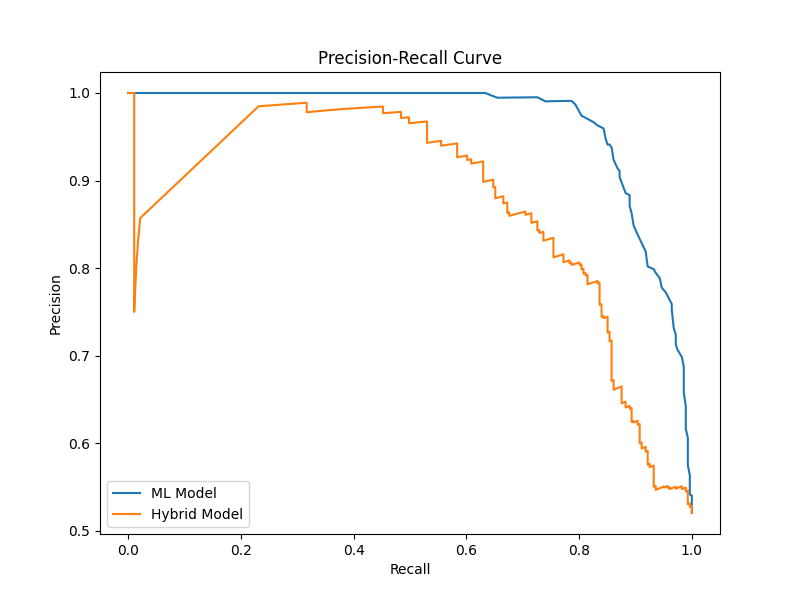 Precision-Recall Curve
1.0
0.9
0.8
0.7
0.6
0.5
Precision
ML Model
Hybrid Model
0.0 0.2 0.4 0.6 0.8 1.0
Recall